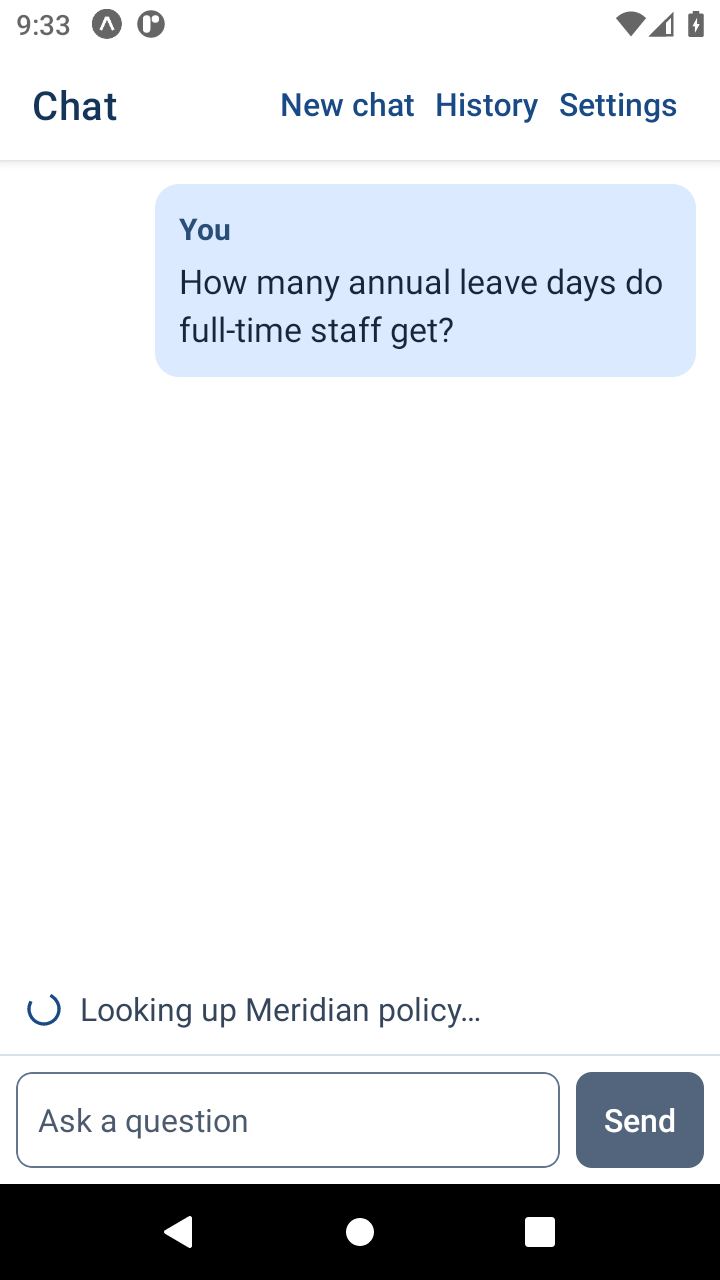 9:33
Chat
New chat History Settings
You
How many annual leave days do
full-time staff get?
Looking up Meridian policy…
Ask a question
Send